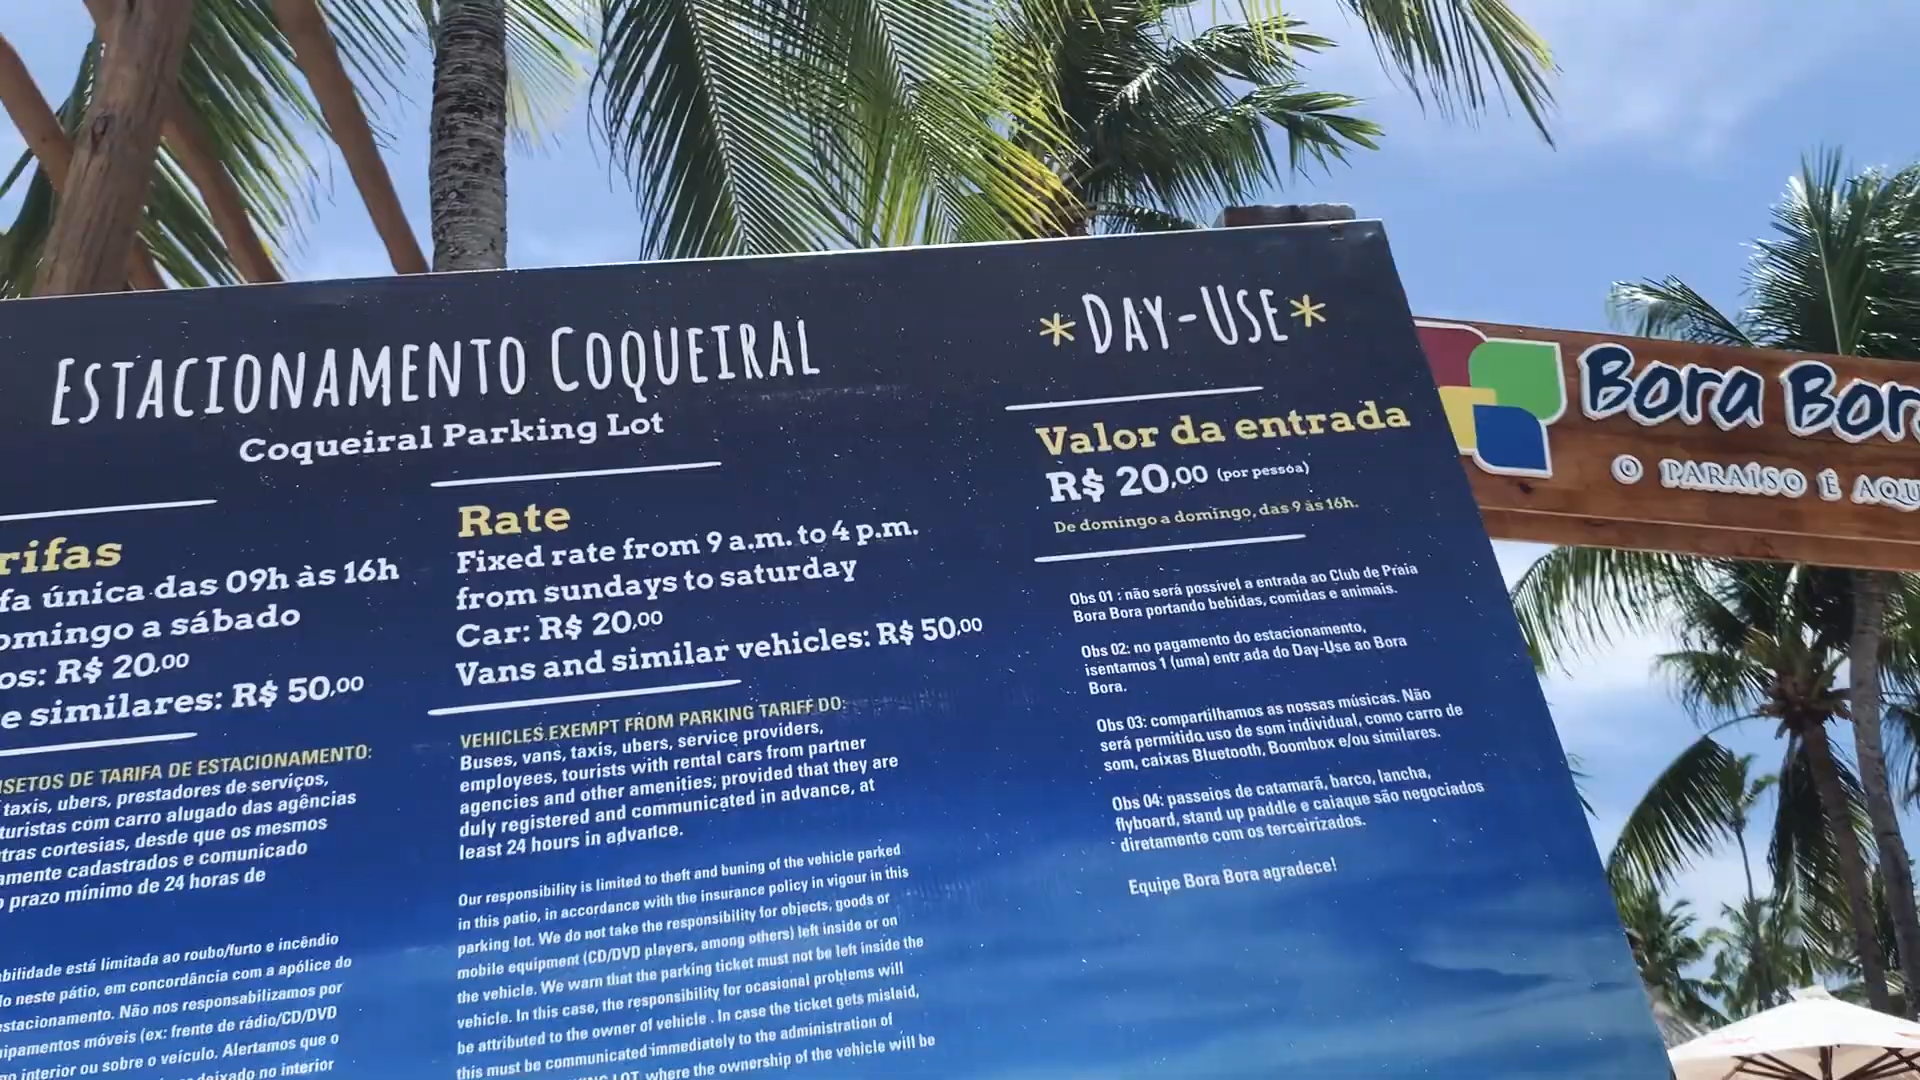 ESTACIONAMENTO COQUEIRAL
Coqueiral Parking Lot
única das 09h às 16h
a sábado
R$ 20,00
e similares: R$ 50,00
DE TARIFA DE ESTACIONAMENTO:
taxis, ubers, prestadores de serviços,
turistas com carro alugado das agências
cortesias, desde que os mesmos
cadastrados e comunicado
prazo mínimo de 24 horas de
está limitada ao roubo/furto e incêndio
neste pátio, em concordância com a apólice do
estacionamento. Não nos responsabilizamos por
móveis (ex: frente de rádio/CD/DVD
interior ou sobre o veículo. Alertamos que o
deixado no interior
Rate
Fixed rate from 9 a.m. to 4 p.m.
from sundays to saturday
Car: R$ 20,00
Vans and similar vehicles: R$ 50,00
VEHICLES EXEMPT FROM PARKING TARIFF DO:
Buses, vans, taxis, ubers, service providers,
employees, tourists with rental cars from partner
agencies and other amenities; provided that they are
duly registered and communicated in advance, at
least 24 hours in advance.
Our responsibility is limited to theft and buning of the vehicle parked
in this patio, in accordance with the insurance policy in vigour in this
parking lot. We do not take the responsibility for objects, goods or
mobile equipment (CD/DVD players, among others) left inside or on
the vehicle. We warn that the parking ticket must not be left inside the
vehicle. In this case, the responsibility for ocasional problems will
be attributed to the owner of vehicle . In case the ticket gets mislaid,
this must be communicated immediately to the administration of
LOT, where the ownership of the vehicle will be
*DAY-USE*
Valor da entrada
R$ 20,00 (por pessoa)
De domingo a domingo, das 9 às 16h.
Obs 01 : não será possível a entrada ao Club de Praia
Bora Bora portando bebidas, comidas e animais.
Obs 02: no pagamento do estacionamento,
isentamos 1 (uma) entr ada do Day-Use ao Bora
Bora.
Obs 03: compartilhamos as nossas músicas. Não
será permitido uso de som individual, como carro de
som, caixas Bluetooth, Boombox e/ou similares.
Obs 04: passeios de catamarã, barco, lancha,
flyboard, stand up paddle e caiaque são negociados
diretamente com os terceirizados.
Equipe Bora Bora agradece!
Bora Bor
O PARAÍSO É AQU